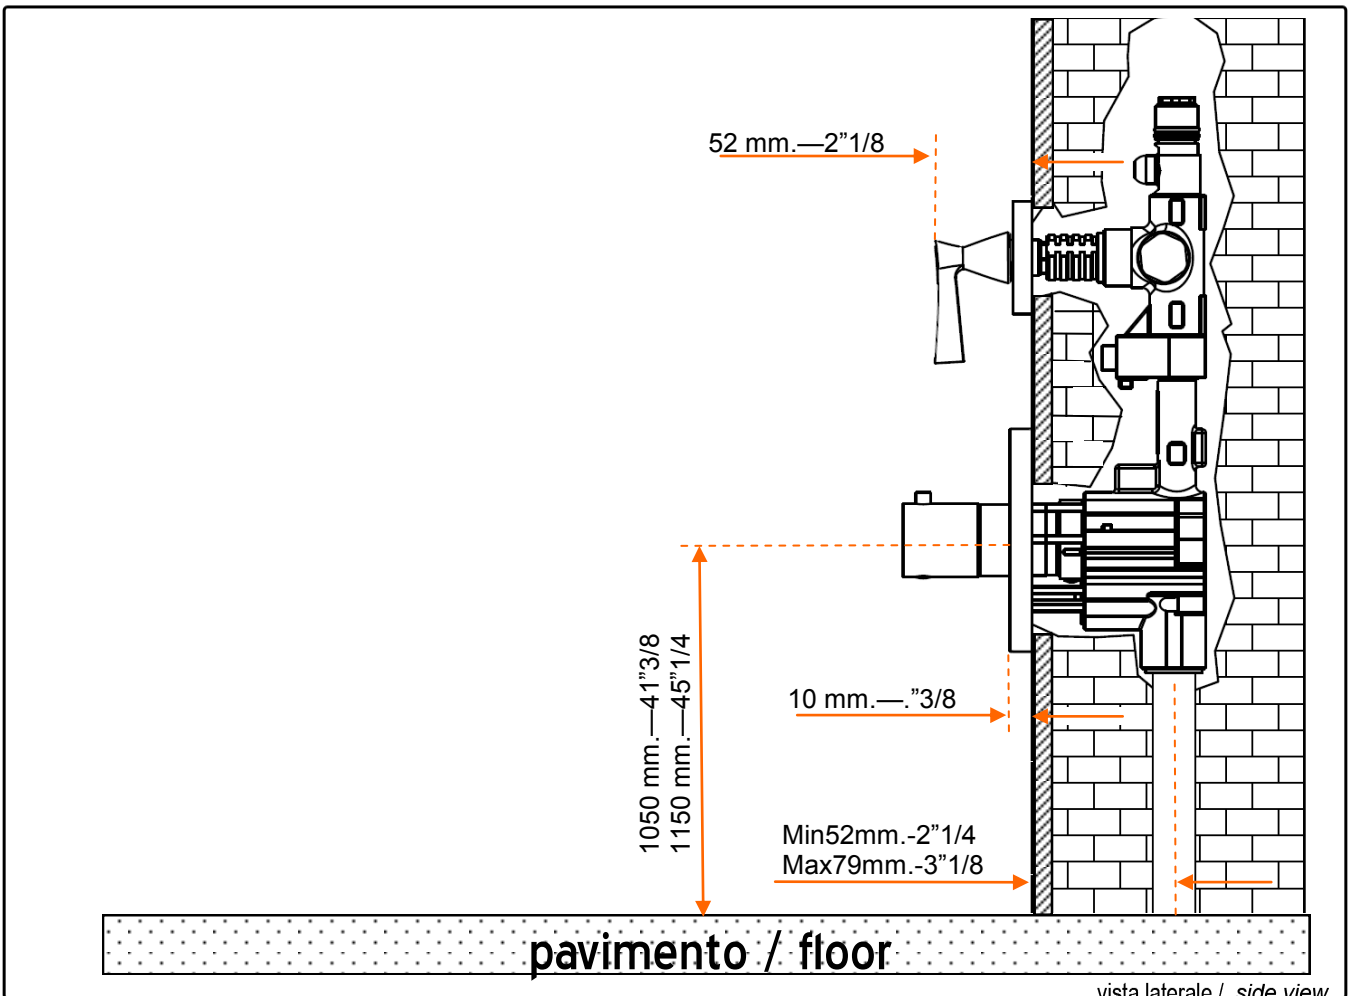 52 mm.—2”1/8
1050 mm.—41”3/8
1150 mm.—45”1/4
10 mm.—.”3/8
Min52mm.-2”1/4
Max79mm.-3”1/8
pavimento / floor
vista laterale / side view